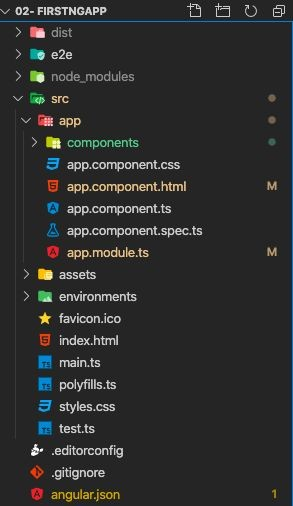 02- FIRSTNGAPP
dist
e2e
node_modules
src
app
components
app.component.css
app.component.html M
app.component.ts
app.component.spec.ts
app.module.ts M
assets
environments
favicon.ico
index.html
main.ts
polyfills.ts
styles.css
test.ts
.editorconfig
.gitignore
angular.json 1